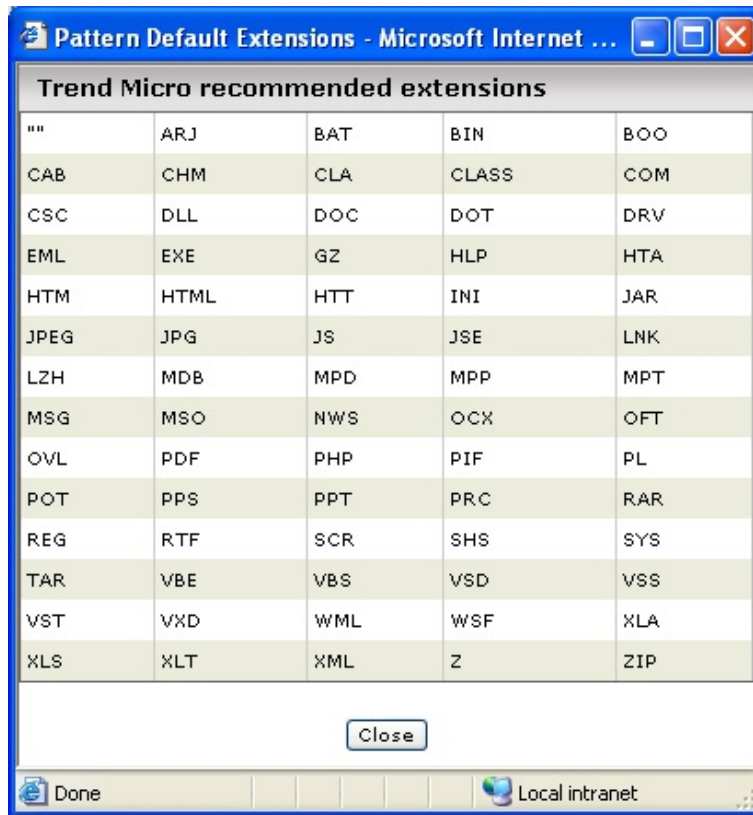 Pattern Default Extensions - Microsoft Internet ...
Trend Micro recommended extensions
"" ARJ BAT BIN BOO
CAB CHM CLA CLASS COM
CSC DLL DOC DOT DRV
EML EXE GZ HLP HTA
HTM HTML HTT INI JAR
JPEG JPG JS JSE LNK
LZH MDB MPD MPP MPT
MSG MSO NWS OCX OFT
OVL PDF PHP PIF PL
POT PPS PPT PRC RAR
REG RTF SCR SHS SYS
TAR VBE VBS VSD VSS
VST VXD WML WSF XLA
XLS XLT XML Z ZIP
Close
Done Local intranet